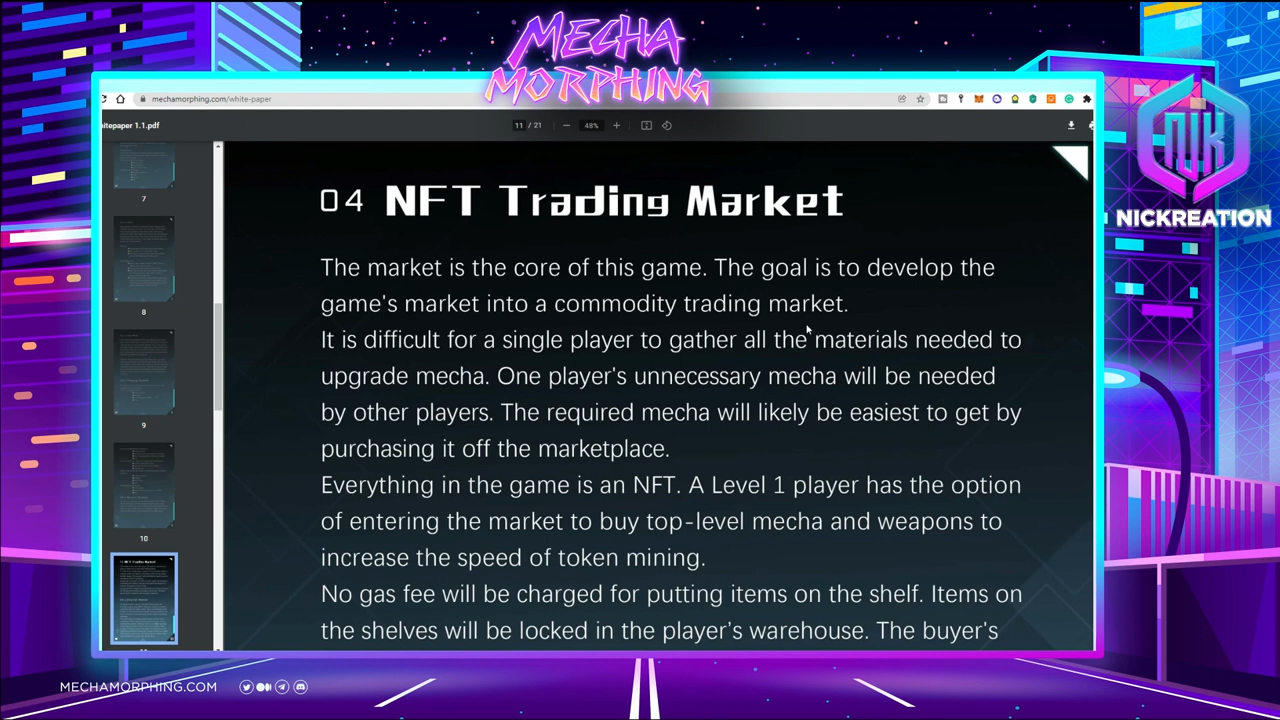 MECHA
MORPHING
mechamorphing.com/white-paper
itepaper 1.1.pdf
11 / 21
48%
NK
NICKREATION
7
8
9
10
04 NFT Trading Market
The market is the core of this game. The goal is to develop the
game's market into a commodity trading market.
It is difficult for a single player to gather all the materials needed to
upgrade mecha. One player's unnecessary mecha will be needed
by other players. The required mecha will likely be easiest to get by
purchasing it off the marketplace.
Everything in the game is an NFT. A Level 1 player has the option
of entering the market to buy top-level mecha and weapons to
increase the speed of token mining.
No gas fee will be charged for putting items on the shelf. Items on
the shelves will be locked in the player's warehouse. The buyer's
MECHAMORPHING.COM